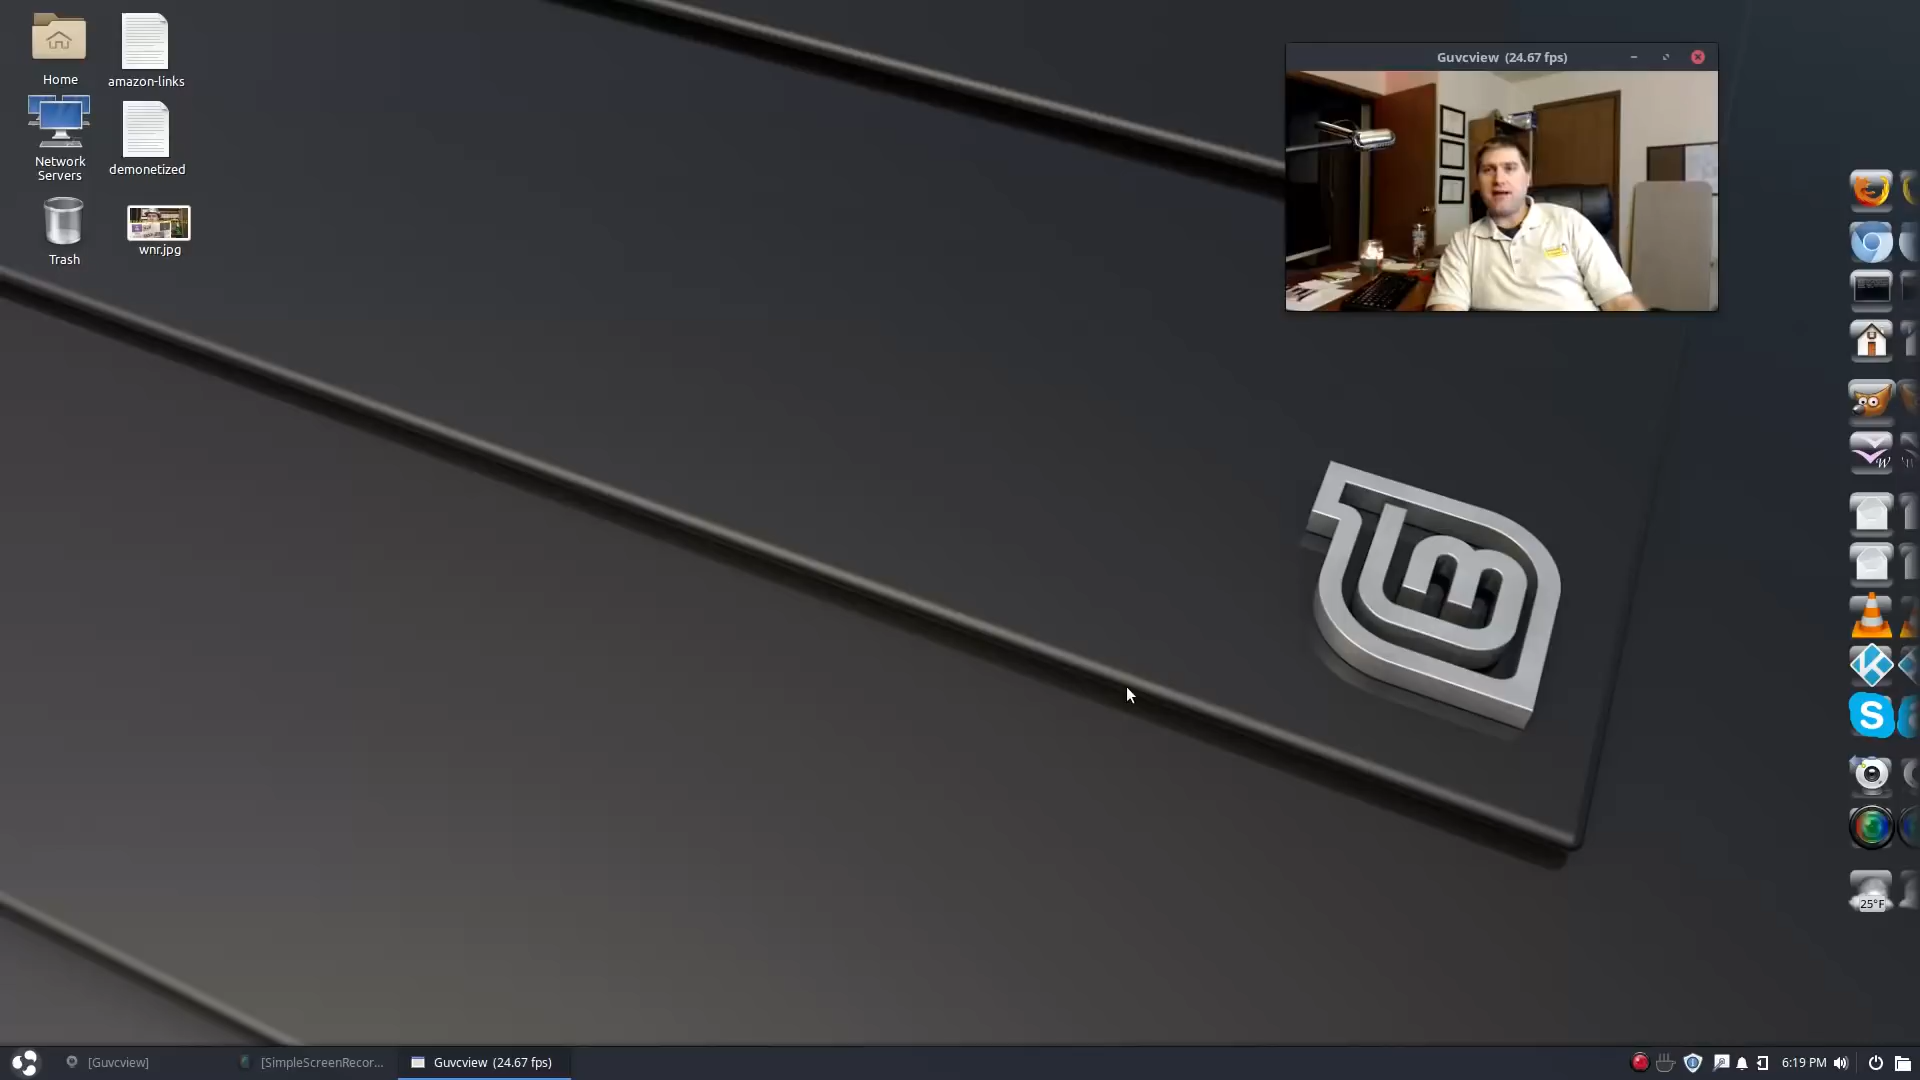 Home
amazon-links
Network
Servers
demonetized
Trash
wnr.jpg
Guvcview (24.67 fps)
W
S
25°F
[Guvcview]
[SimpleScreenRecor...
Guvcview (24.67 fps)
6:19 PM